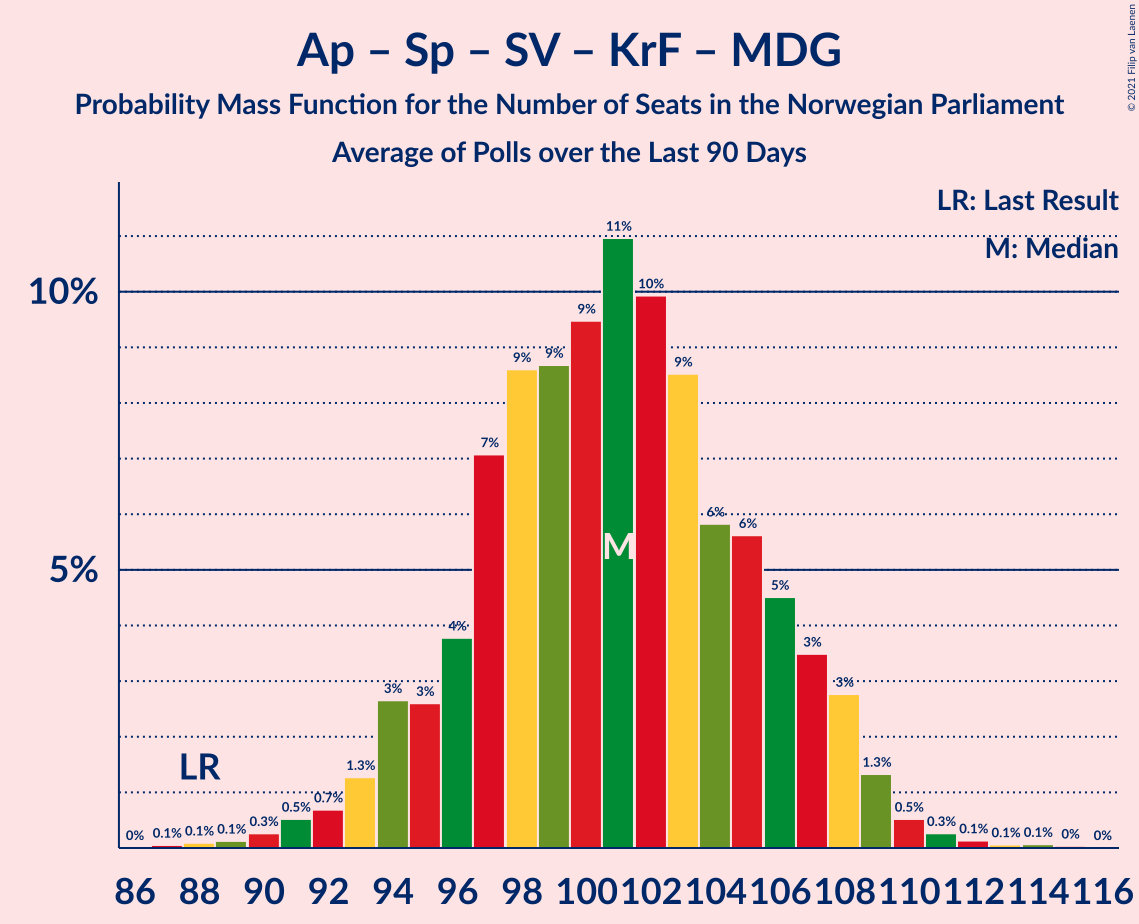 © 2021 Filip van Laenen
Ap – Sp – SV – KrF – MDG
Probability Mass Function for the Number of Seats in the Norwegian Parliament
Average of Polls over the Last 90 Days
LR: Last Result
M: Median
10%
5%
0% 0.1% 0.1% 0.1% 0.3% 0.5% 0.7% 1.3% 3% 3% 4% 7% 9% 9% 9% 11% 10% 9% 6% 6% 5% 3% 3% 1.3% 0.5% 0.3% 0.1% 0.1% 0.1% 0% 0%
M
LR
86 88 90 92 94 96 98 100 102 104 106 108 110 112 114 116